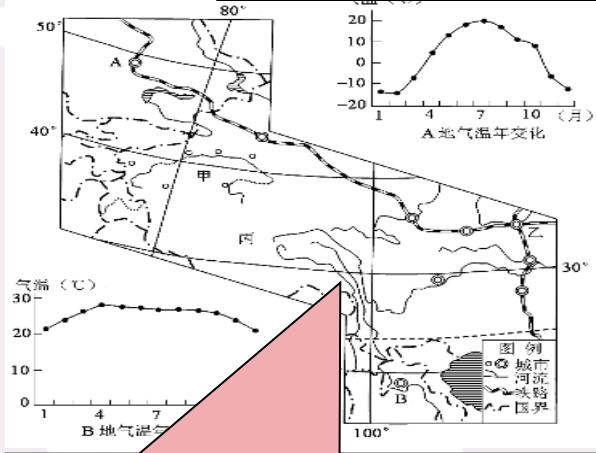 80°
50°
40°
30°
100°
A
甲
丙
乙
B
20
10
0
-10
-20
1 4 7 10 (月)
A地气温年变化
气温(℃)
30
20
10
0
1 4 7
B地气温年
图例
城市
河流
铁路
国界